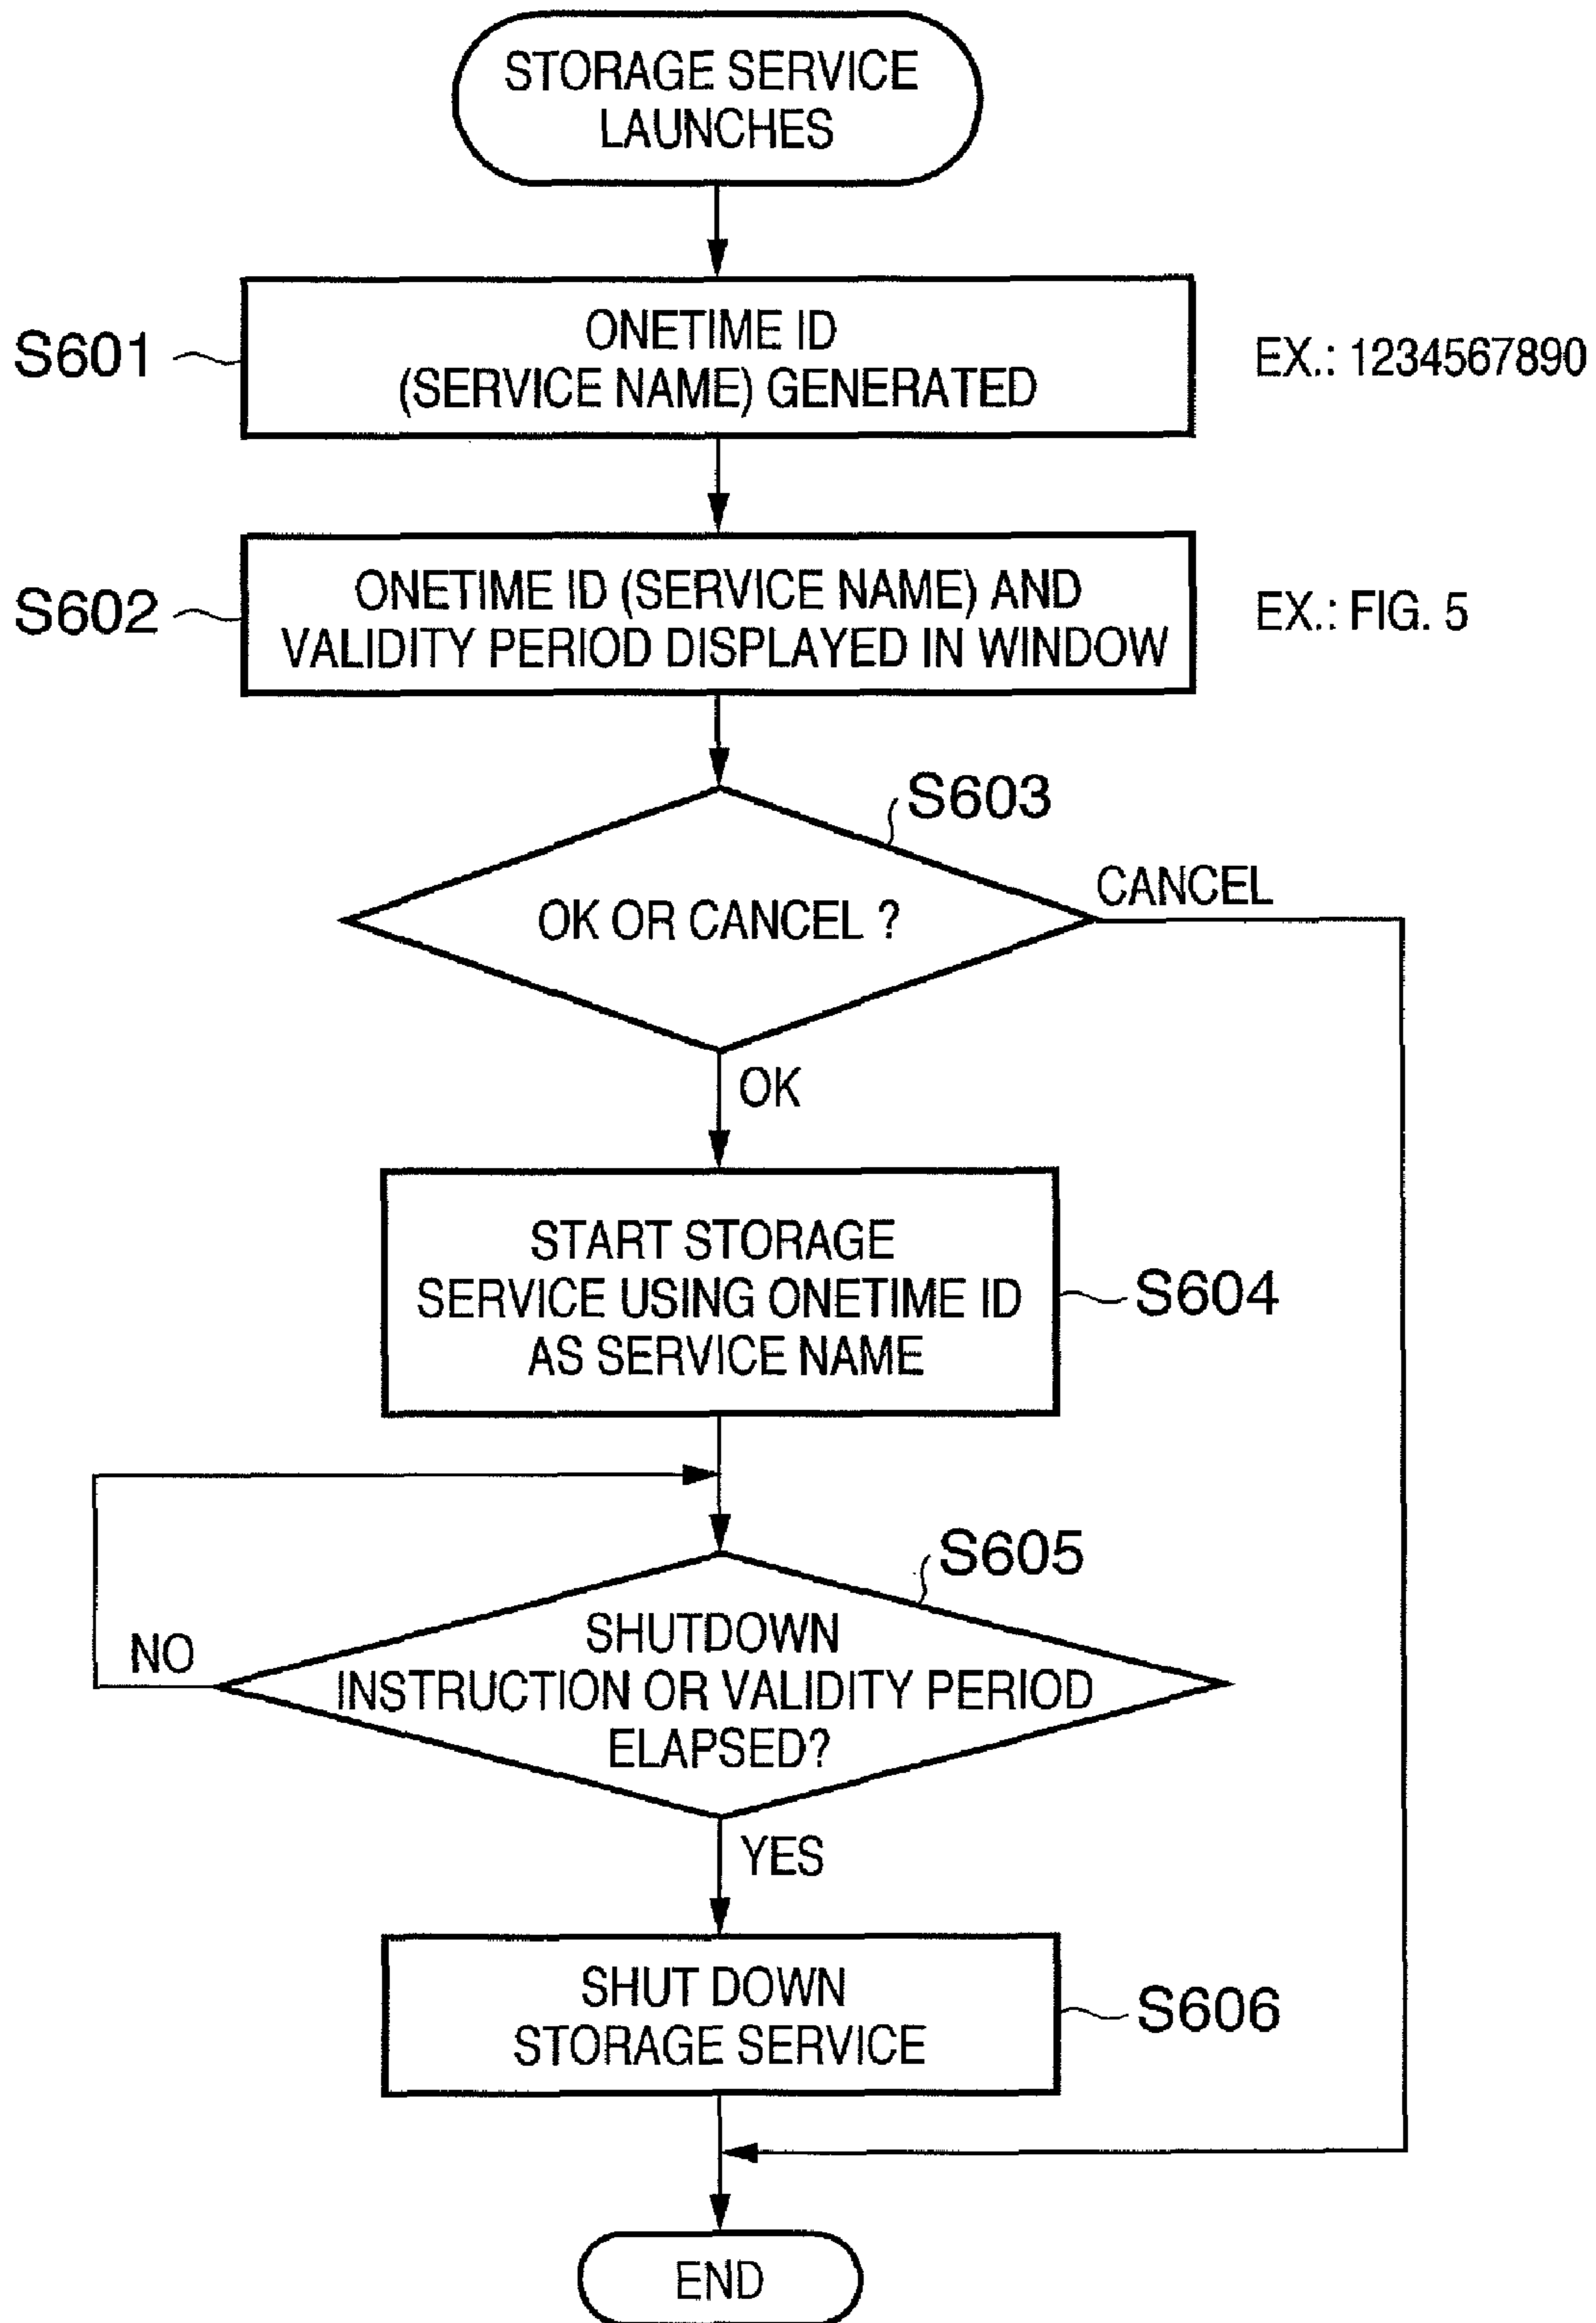 STORAGE SERVICE
LAUNCHES
S601
ONETIME ID
(SERVICE NAME) GENERATED
EX.: 1234567890
S602
ONETIME ID (SERVICE NAME) AND
VALIDITY PERIOD DISPLAYED IN WINDOW
EX.: FIG. 5
S603
OK OR CANCEL ?
CANCEL
OK
START STORAGE
SERVICE USING ONETIME ID
AS SERVICE NAME
S604
S605
SHUTDOWN
INSTRUCTION OR VALIDITY PERIOD
ELAPSED?
NO
YES
SHUT DOWN
STORAGE SERVICE
S606
END